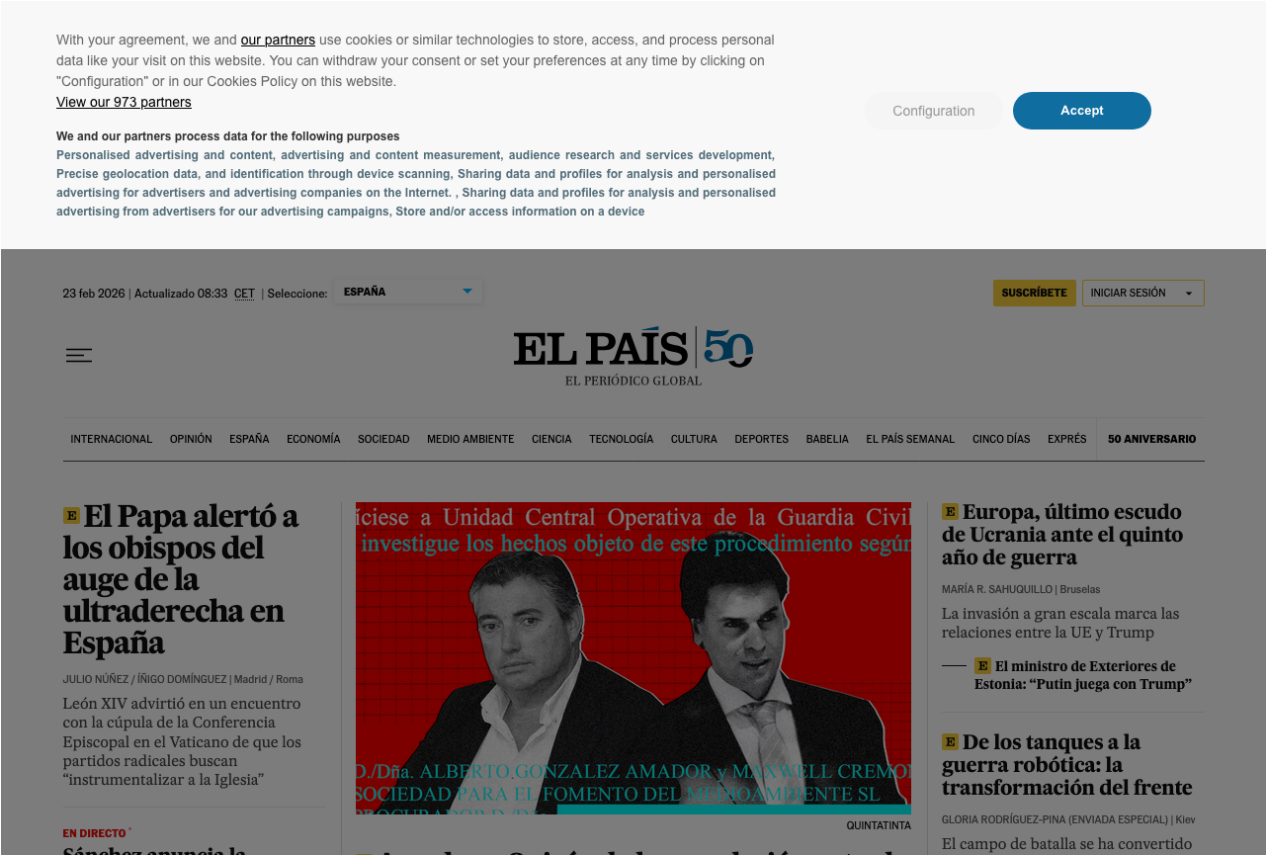 With your agreement, we and our partners use cookies or similar technologies to store, access, and process personal
data like your visit on this website. You can withdraw your consent or set your preferences at any time by clicking on
"Configuration" or in our Cookies Policy on this website.
View our 973 partners
We and our partners process data for the following purposes
Personalised advertising and content, advertising and content measurement, audience research and services development,
Precise geolocation data, and identification through device scanning, Sharing data and profiles for analysis and personalised
advertising for advertisers and advertising companies on the Internet. , Sharing data and profiles for analysis and personalised
advertising from advertisers for our advertising campaigns, Store and/or access information on a device
Configuration
Accept
23 feb 2026 | Actualizado 08:33 CET | Seleccione: ESPAÑA
SUSCRÍBETE
INICIAR SESIÓN
EL PAÍS 50
EL PERIÓDICO GLOBAL
INTERNACIONAL OPINIÓN ESPAÑA ECONOMÍA SOCIEDAD MEDIO AMBIENTE CIENCIA TECNOLOGÍA CULTURA DEPORTES BABELIA EL PAÍS SEMANAL CINCO DÍAS EXPRÉS 50 ANIVERSARIO
E El Papa alertó a
los obispos del
auge de la
ultraderecha en
España
JULIO NÚÑEZ / ÍÑIGO DOMÍNGUEZ | Madrid / Roma
León XIV advirtió en un encuentro
con la cúpula de la Conferencia
Episcopal en el Vaticano de que los
partidos radicales buscan
“instrumentalizar a la Iglesia”
EN DIRECTO
Sánchez anuncia la
íciese a Unidad Central Operativa de la Guardia Civil
investigue los hechos objeto de este procedimiento según
D./Dña. ALBERTO GONZALEZ AMADOR y MAXWELL CREMO
SOCIEDAD PARA EL FOMENTO DEL MEDIOAMBIENTE SL
QUINTATINTA
E Europa, último escudo
de Ucrania ante el quinto
año de guerra
MARÍA R. SAHUQUILLO | Bruselas
La invasión a gran escala marca las
relaciones entre la UE y Trump
E El ministro de Exteriores de
Estonia: “Putin juega con Trump”
E De los tanques a la
guerra robótica: la
transformación del frente
GLORIA RODRÍGUEZ-PINA (ENVIADA ESPECIAL) | Kiev
El campo de batalla se ha convertido